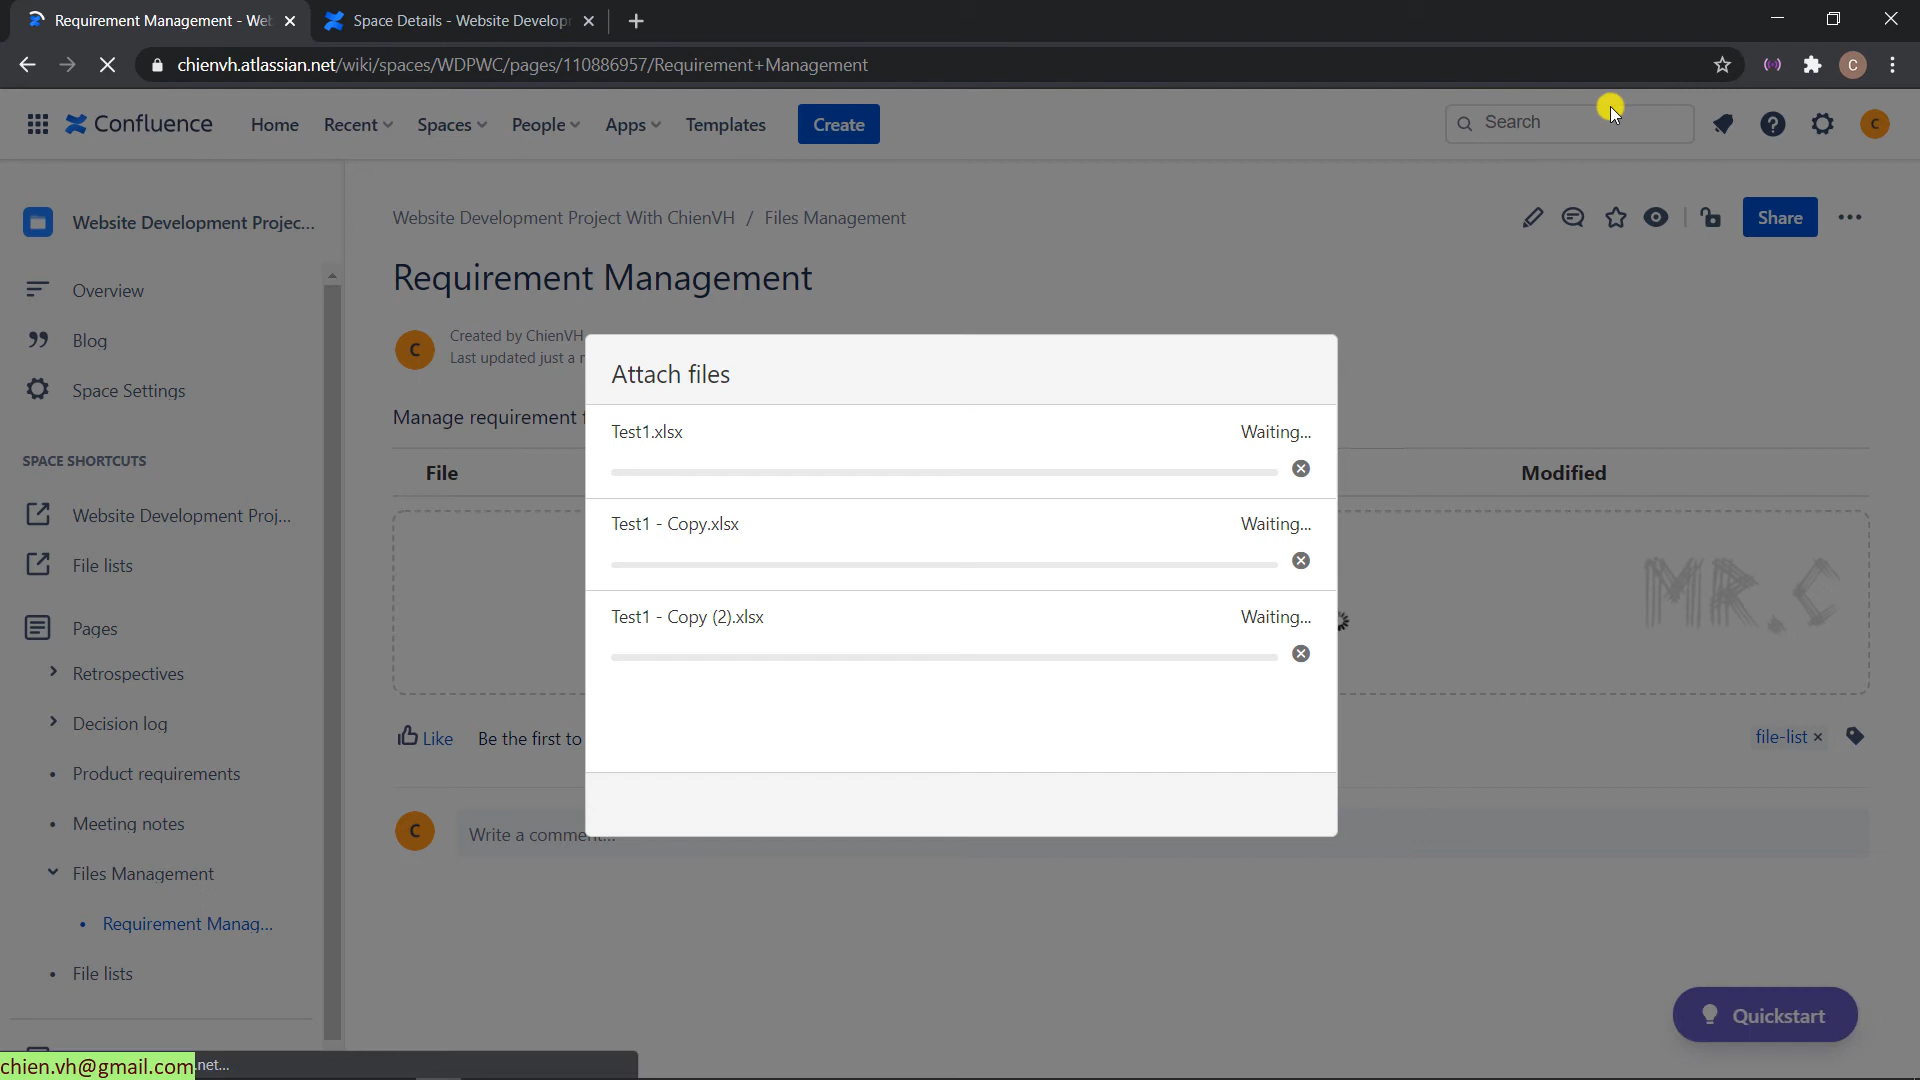 Requirement Management - We
Space Details - Website Develop
chienvh.atlassian.net/wiki/spaces/WDPWC/pages/110886957/Requirement+Management
C
Confluence
Home
Recent
Spaces
People
Apps
Templates
Create
Search
C
Website Development Projec...
Overview
Blog
Space Settings
SPACE SHORTCUTS
Website Development Proj...
File lists
Pages
Retrospectives
Decision log
• Product requirements
• Meeting notes
Files Management
• Requirement Manag...
• File lists
Website Development Project With ChienVH / Files Management
Share
Requirement Management
C
Created by ChienVH
Last updated just a
Manage requirement
File
Modified
Attach files
Test1.xlsx
Waiting...
Test1 - Copy.xlsx
Waiting...
Test1 - Copy (2).xlsx
Waiting...
MR.C
Like
Be the first to
file-list ×
C
Write a comment...
Quickstart
chien.vh@gmail.com
.net...